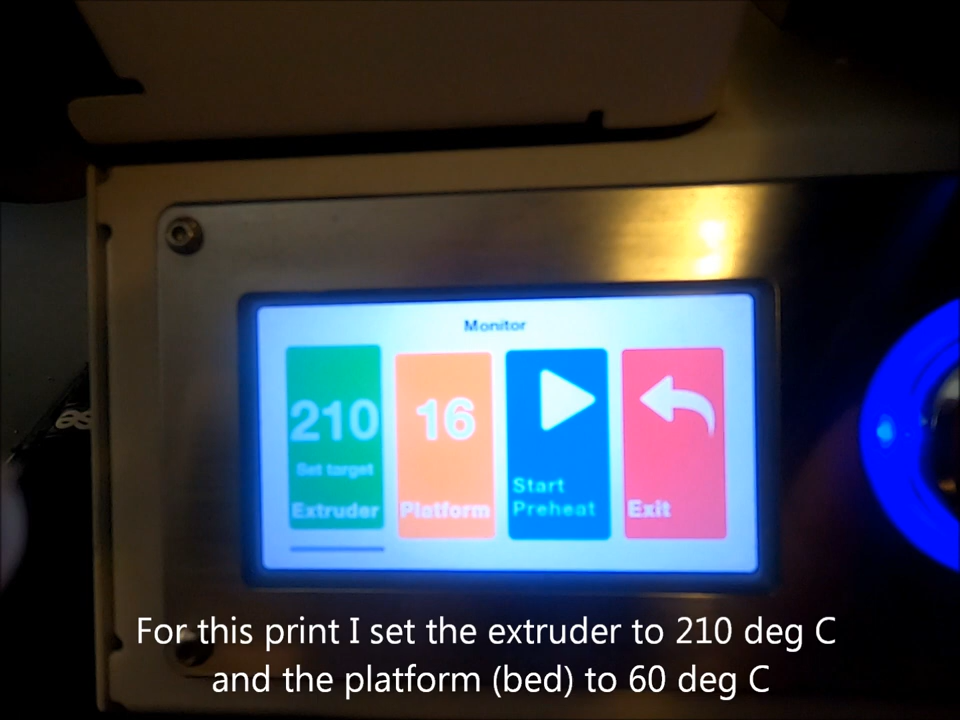 Monitor
210
Set target
Extruder
16
Platform
Start
Preheat
Exit
For this print I set the extruder to 210 deg C
and the platform (bed) to 60 deg C